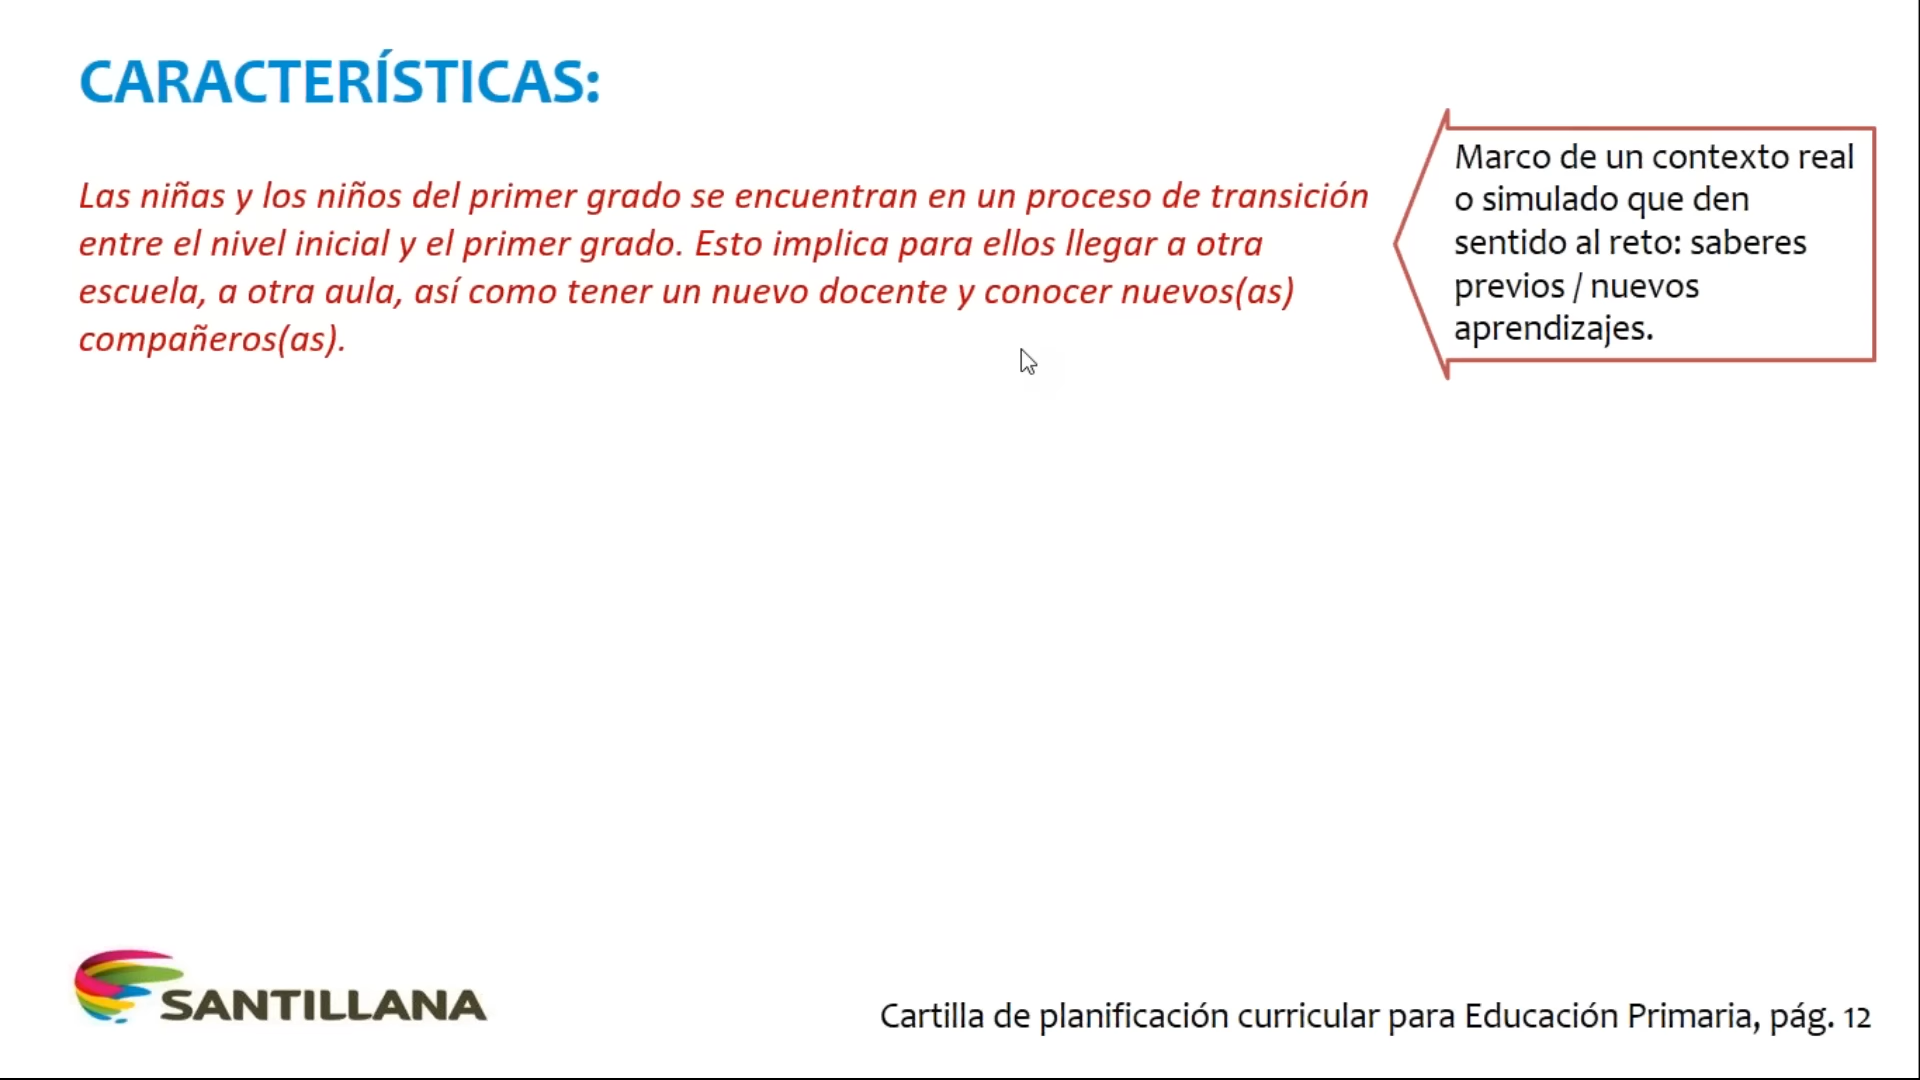 CARACTERÍSTICAS:
Las niñas y los niños del primer grado se encuentran en un proceso de transición
entre el nivel inicial y el primer grado. Esto implica para ellos llegar a otra
escuela, a otra aula, así como tener un nuevo docente y conocer nuevos(as)
compañeros(as).
Marco de un contexto real
o simulado que den
sentido al reto: saberes
previos / nuevos
aprendizajes.
SANTILLANA
Cartilla de planificación curricular para Educación Primaria, pág. 12